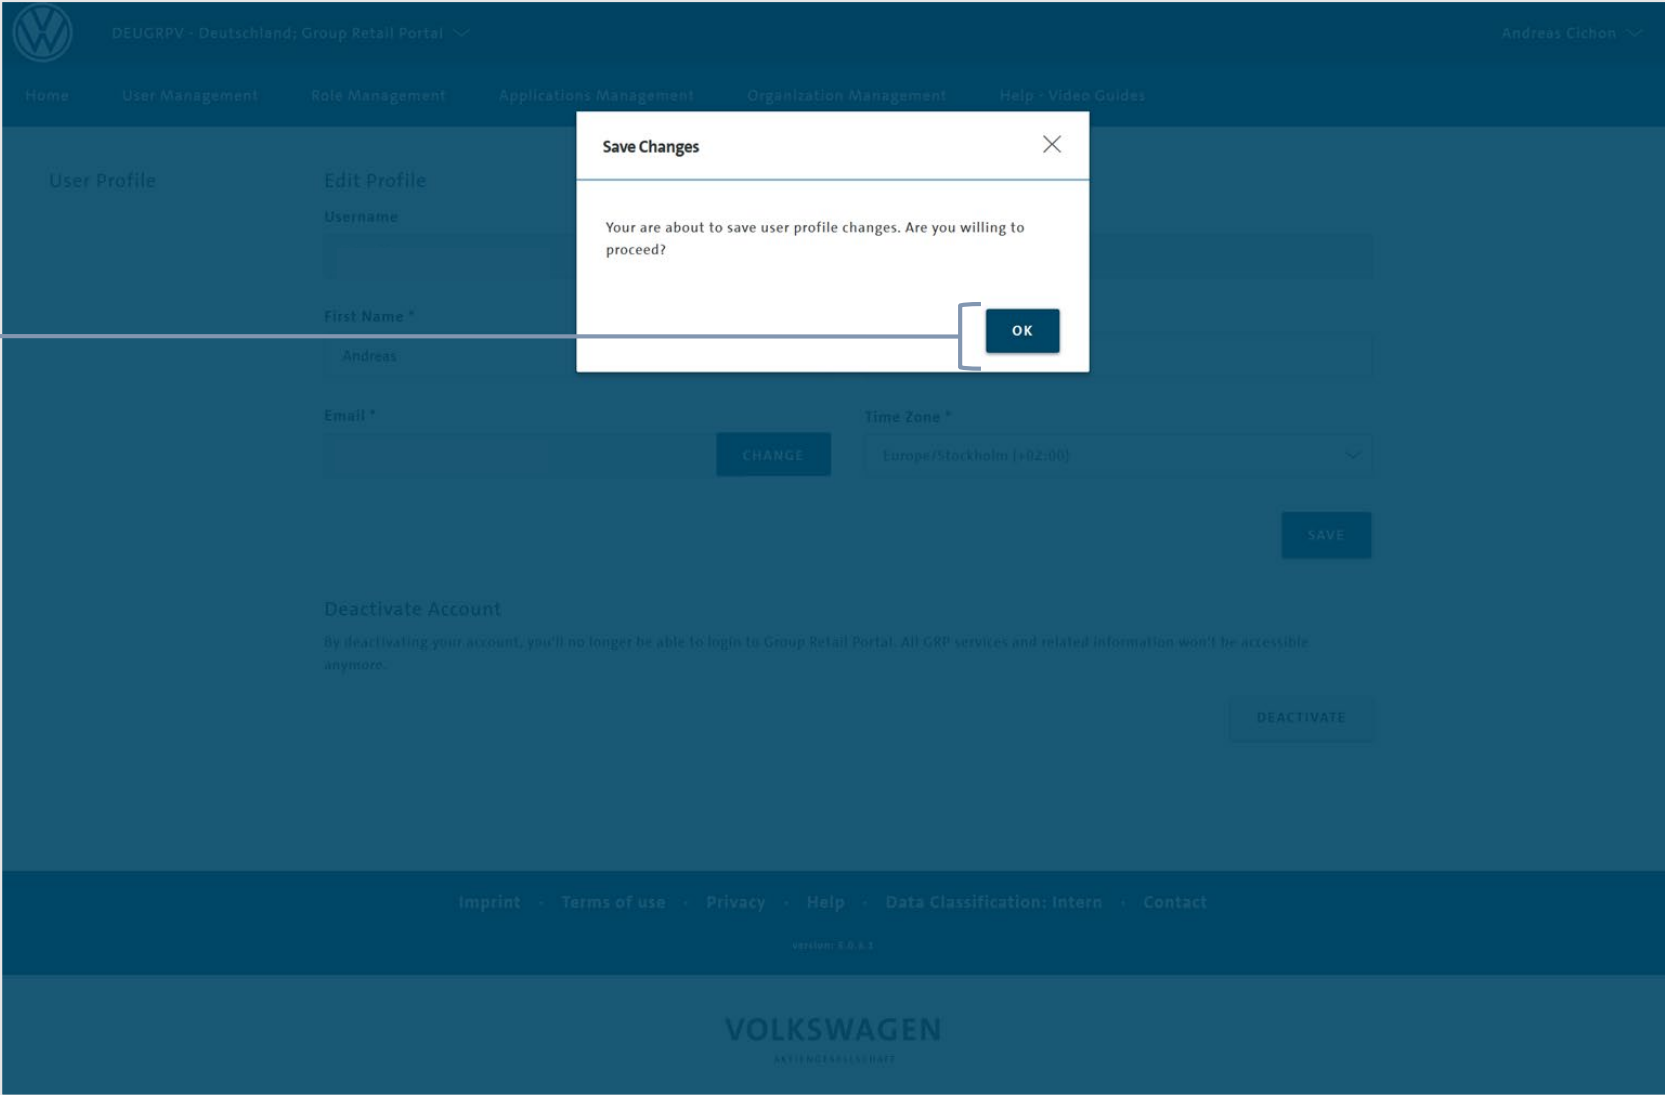 DEUGRPV - Deutschland; Group Retail Portal
Andreas Cichon
Home User Management Role Management Applications Management Organization Management Help - Video Guides
Save Changes
Your are about to save user profile changes. Are you willing to
proceed?
OK
User Profile
Edit Profile
Username
First Name *
Andreas
Email *
CHANGE
Time Zone *
Europe/Stockholm (+02:00)
SAVE
Deactivate Account
By deactivating your account, you'll no longer be able to login to Group Retail Portal. All GRP services and related information won't be accessible
anymore.
DEACTIVATE
Imprint · Terms of use · Privacy · Help · Data Classification: Intern · Contact
version:
VOLKSWAGEN
AKTIENGESELLSCHAFT